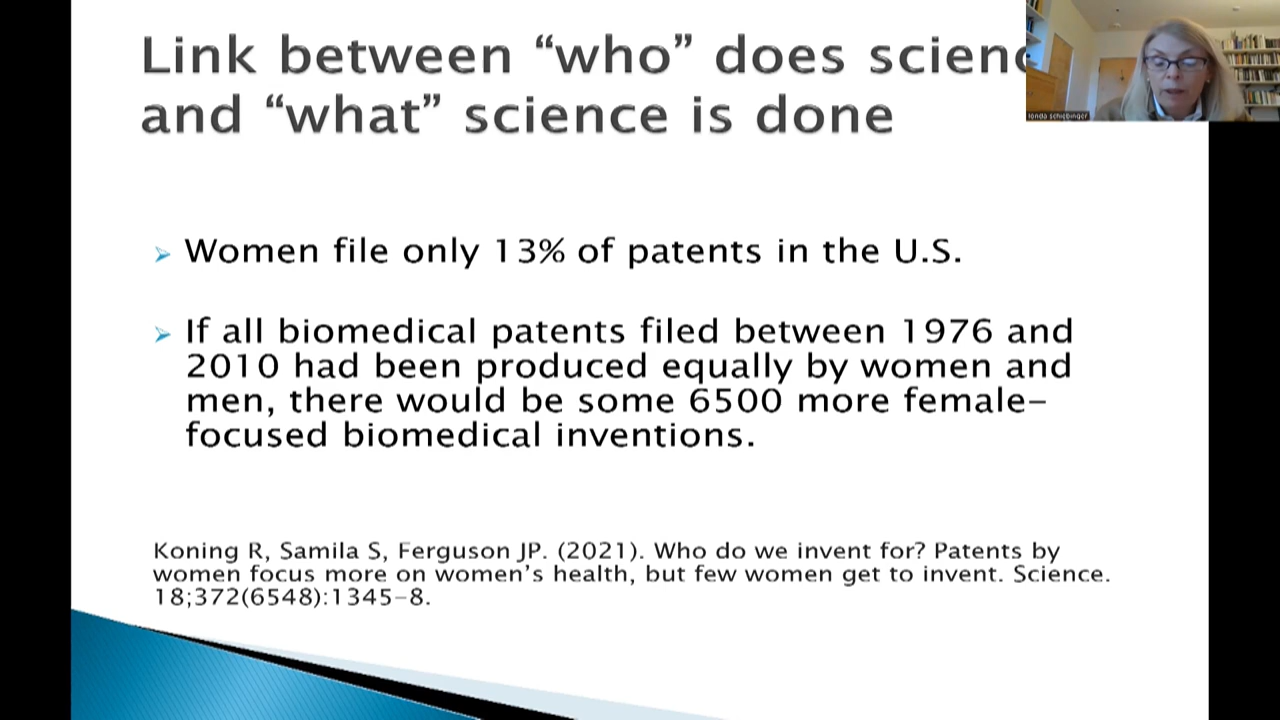 Link between “who” does scienc
and “what” science is done
londa schiebinger
Women file only 13% of patents in the U.S.
If all biomedical patents filed between 1976 and
2010 had been produced equally by women and
men, there would be some 6500 more female-
focused biomedical inventions.
Koning R, Samila S, Ferguson JP. (2021). Who do we invent for? Patents by
women focus more on women’s health, but few women get to invent. Science.
18;372(6548):1345-8.